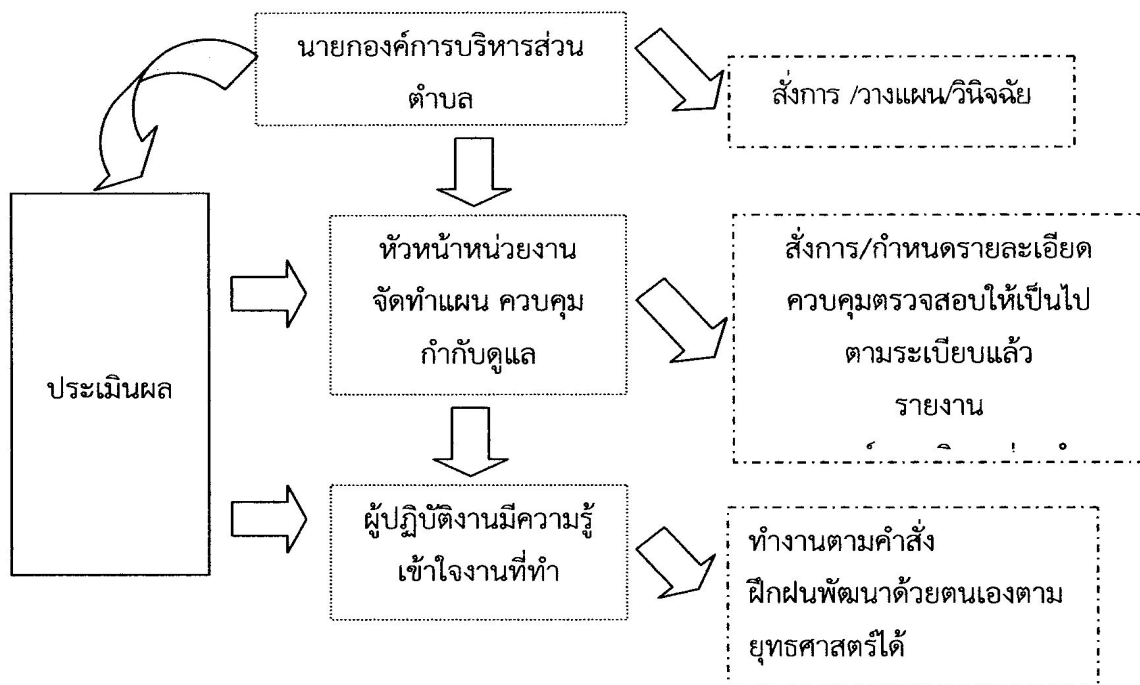 นายกองค์การบริหารส่วน
ตำบล
สั่งการ /วางแผน/วินิจฉัย
หัวหน้าหน่วยงาน
จัดทำแผน ควบคุม
กำกับดูแล
สั่งการ/กำหนดรายละเอียด
ควบคุมตรวจสอบให้เป็นไป
ตามระเบียบแล้ว
รายงาน
ประเมินผล
ผู้ปฏิบัติงานมีความรู้
เข้าใจงานที่ทำ
ทำงานตามคำสั่ง
ฝึกฝนพัฒนาด้วยตนเองตาม
ยุทธศาสตร์ได้